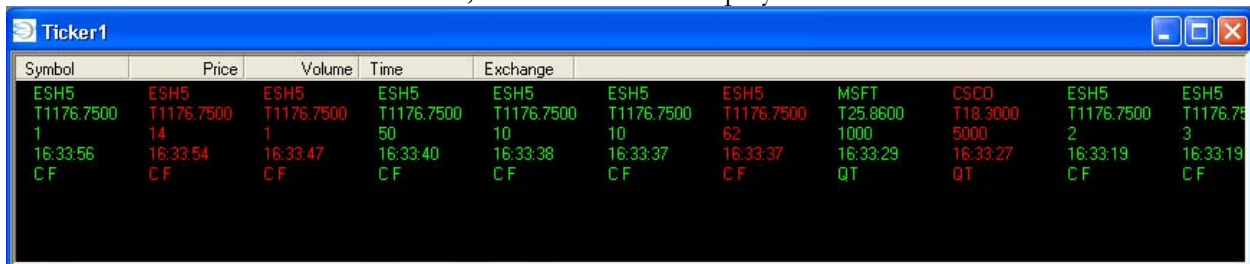 Ticker1
Symbol Price Volume Time Exchange
ESH5 ESH5 ESH5 ESH5 ESH5 ESH5 ESH5 MSFT CSCO ESH5 ESH5
T1176.7500 T1176.7500 T1176.7500 T1176.7500 T1176.7500 T1176.7500 T1176.7500 T25.8600 T18.3000 T1176.7500 T1176.75
1 14 1 50 10 10 62 1000 5000 2 3
16:33:56 16:33:54 16:33:47 16:33:40 16:33:38 16:33:37 16:33:37 16:33:29 16:33:27 16:33:19 16:33:19
C F C F C F C F C F C F C F QT QT C F C F